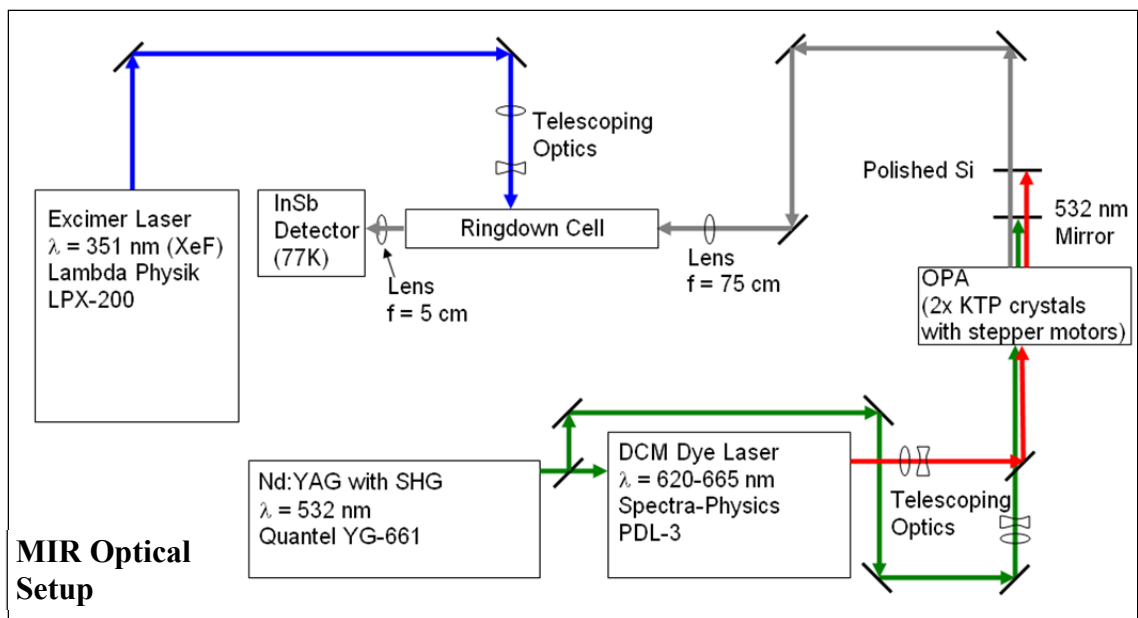 Telescoping
Optics
Polished Si
532 nm
Mirror
Excimer Laser
λ = 351 nm (XeF)
Lambda Physik
LPX-200
InSb
Detector
(77K)
Ringdown Cell
Lens
f = 5 cm
Lens
f = 75 cm
OPA
(2x KTP crystals
with stepper motors)
Nd:YAG with SHG
λ = 532 nm
Quantel YG-661
DCM Dye Laser
λ = 620-665 nm
Spectra-Physics
PDL-3
Telescoping
Optics
MIR Optical
Setup